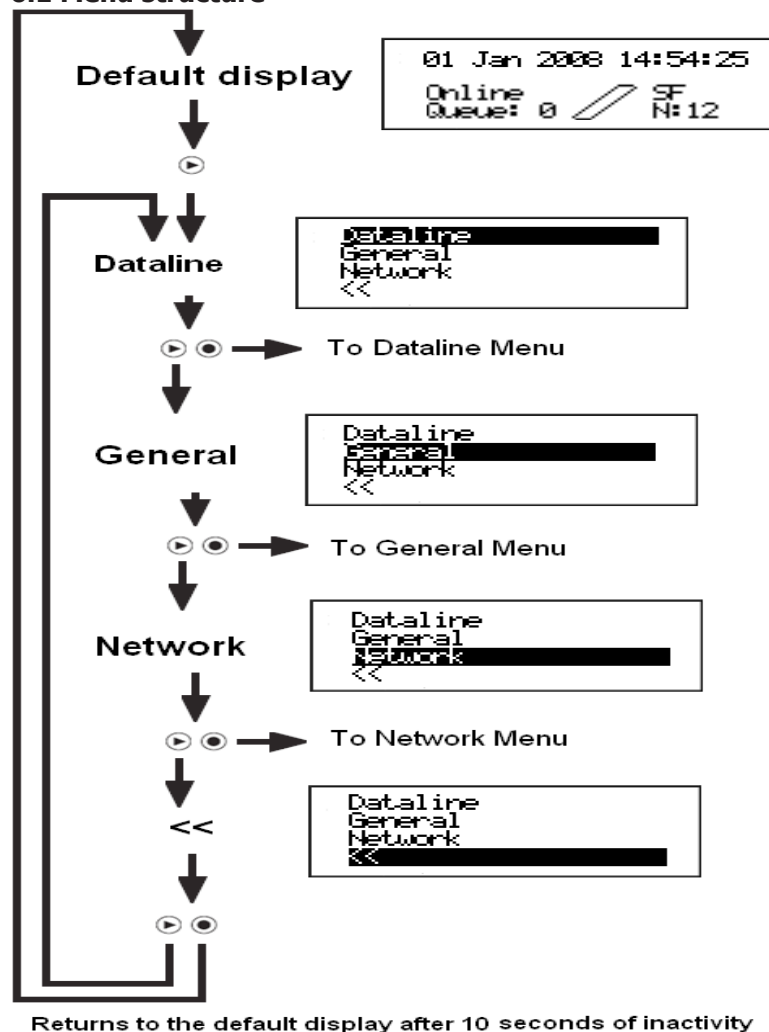 Default display
01 Jan 2008 14:54:25
Online SF
Queue: 0 N:12
Dataline
Dataline
General
Network
<<
To Dataline Menu
General
Dataline
General
Network
<<
To General Menu
Network
Dataline
General
Network
<<
To Network Menu
<<
Dataline
General
Network
<<
Returns to the default display after 10 seconds of inactivity